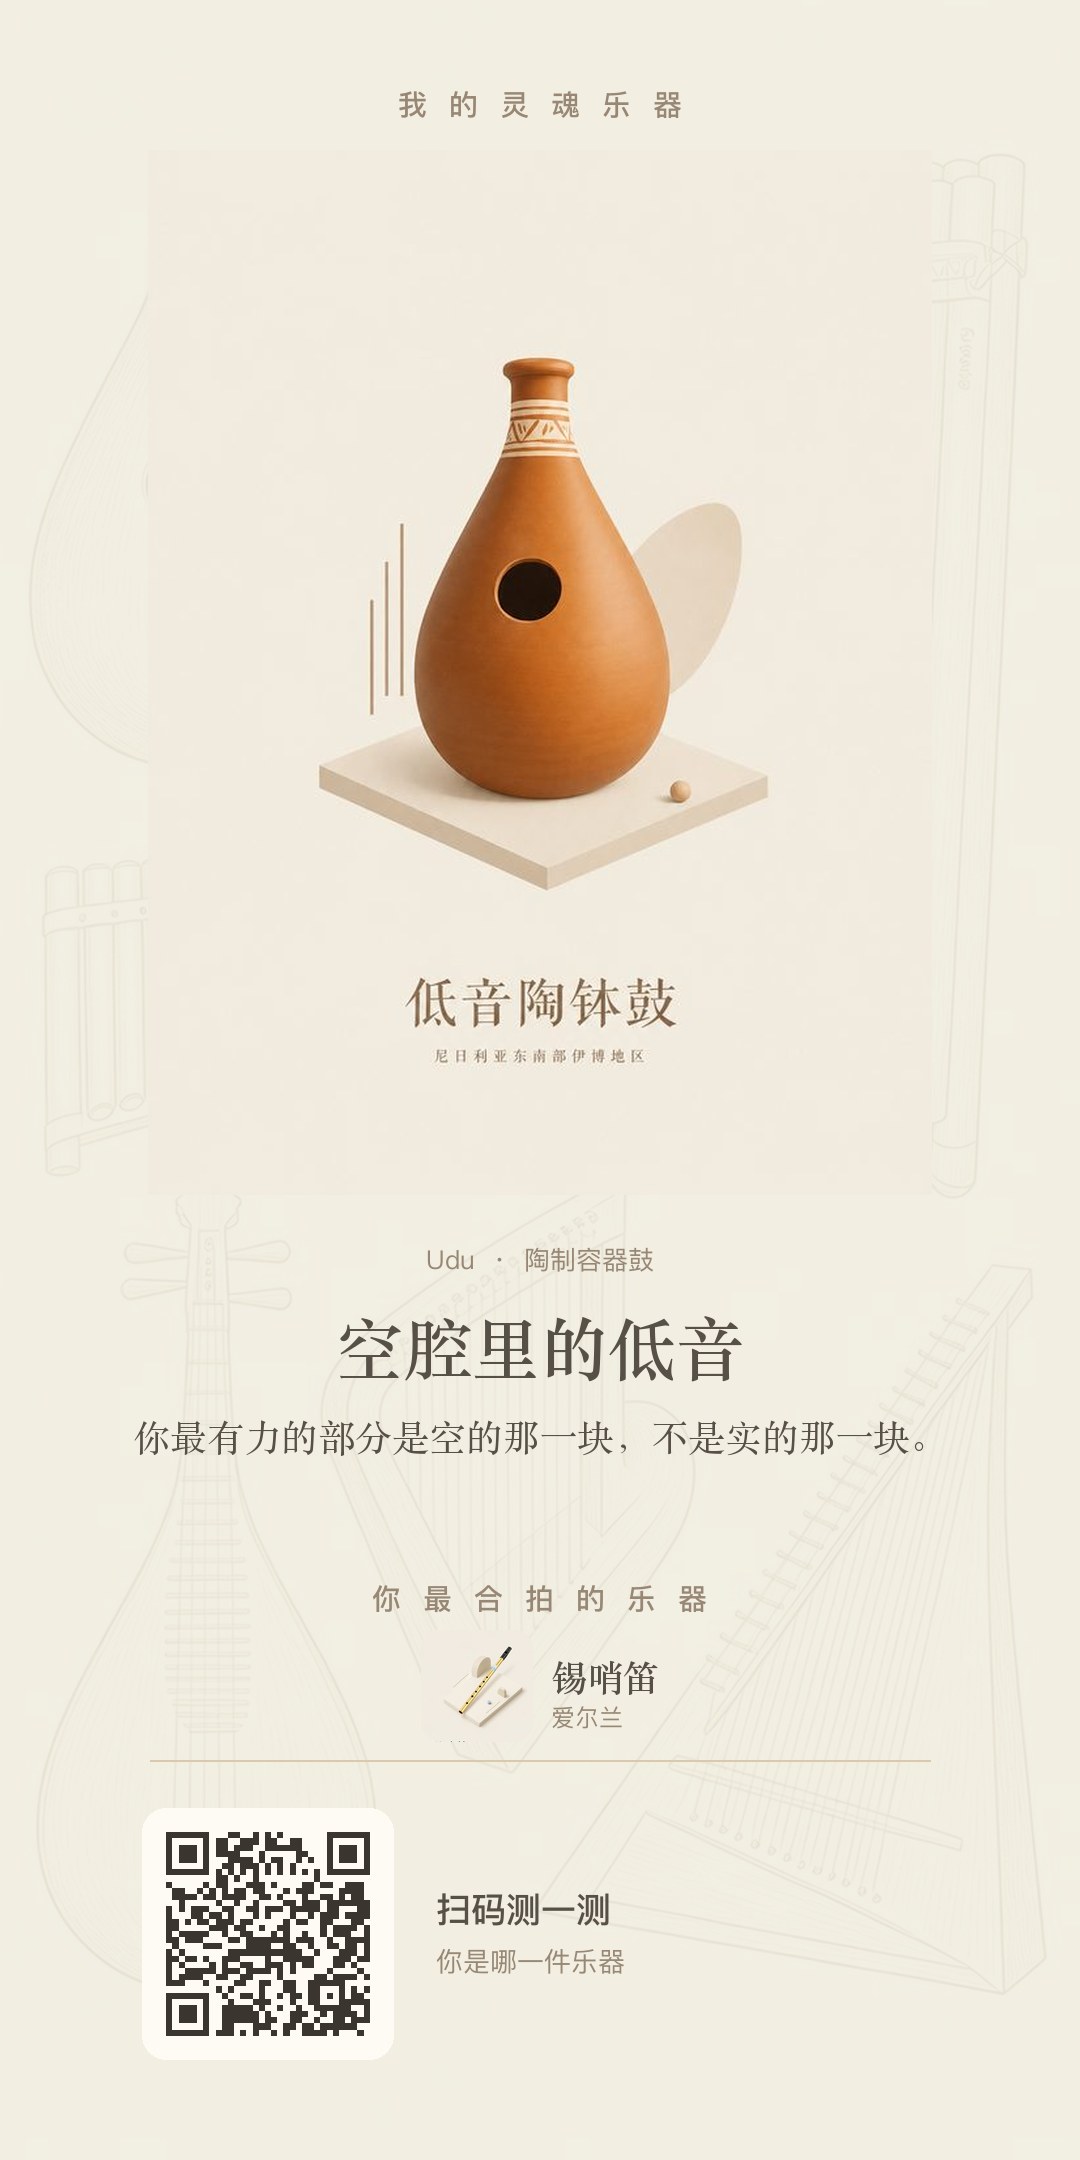 我的灵魂乐器
低音陶钵鼓
尼日利亚东南部伊博地区
Udu · 陶制容器鼓
空腔里的低音
你最有力的部分是空的那一块，不是实的那一块。
你最合拍的乐器
锡哨笛
爱尔兰
扫码测一测
你是哪一件乐器